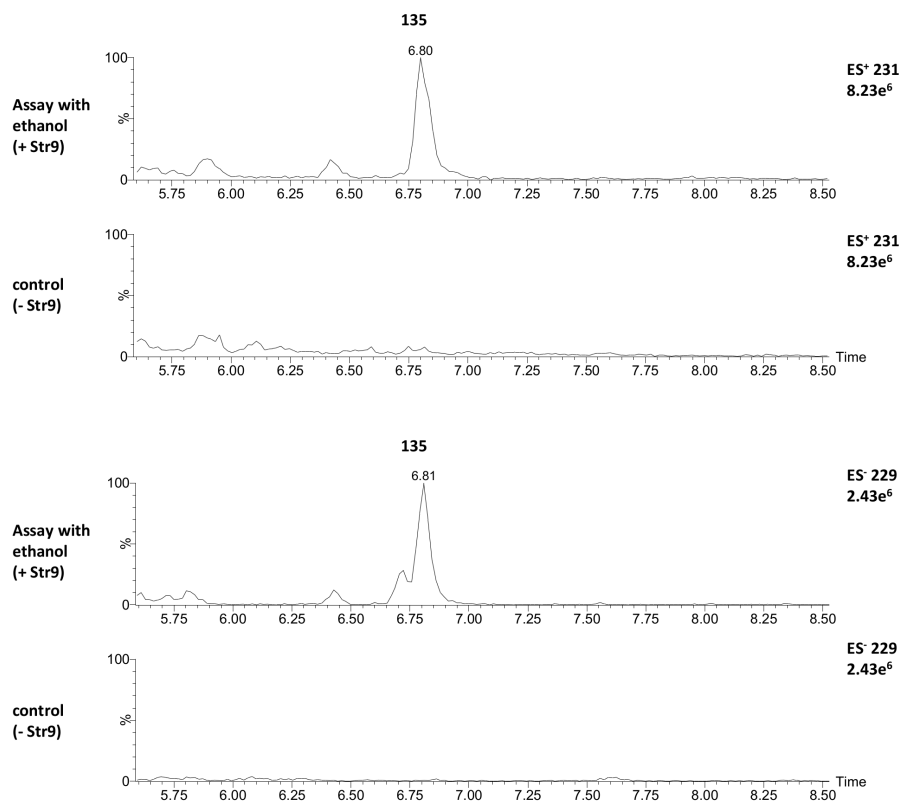 135
6.80
100
%
0
Assay with
ethanol
(+ Str9)
ES⁺ 231
8.23e⁶
5.75 6.00 6.25 6.50 6.75 7.00 7.25 7.50 7.75 8.00 8.25 8.50
100
%
0
control
(- Str9)
ES⁺ 231
8.23e⁶
Time
5.75 6.00 6.25 6.50 6.75 7.00 7.25 7.50 7.75 8.00 8.25 8.50
135
6.81
100
%
0
Assay with
ethanol
(+ Str9)
ES⁻ 229
2.43e⁶
5.75 6.00 6.25 6.50 6.75 7.00 7.25 7.50 7.75 8.00 8.25 8.50
100
%
0
control
(- Str9)
ES⁻ 229
2.43e⁶
Time
5.75 6.00 6.25 6.50 6.75 7.00 7.25 7.50 7.75 8.00 8.25 8.50